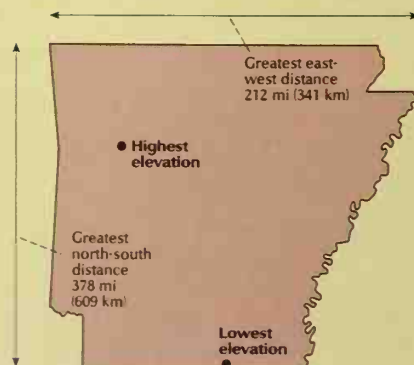 Greatest east-
west distance
212 mi (341 km)
Highest
elevation
Greatest
north-south
distance
378 mi
(609 km)
Lowest
elevation